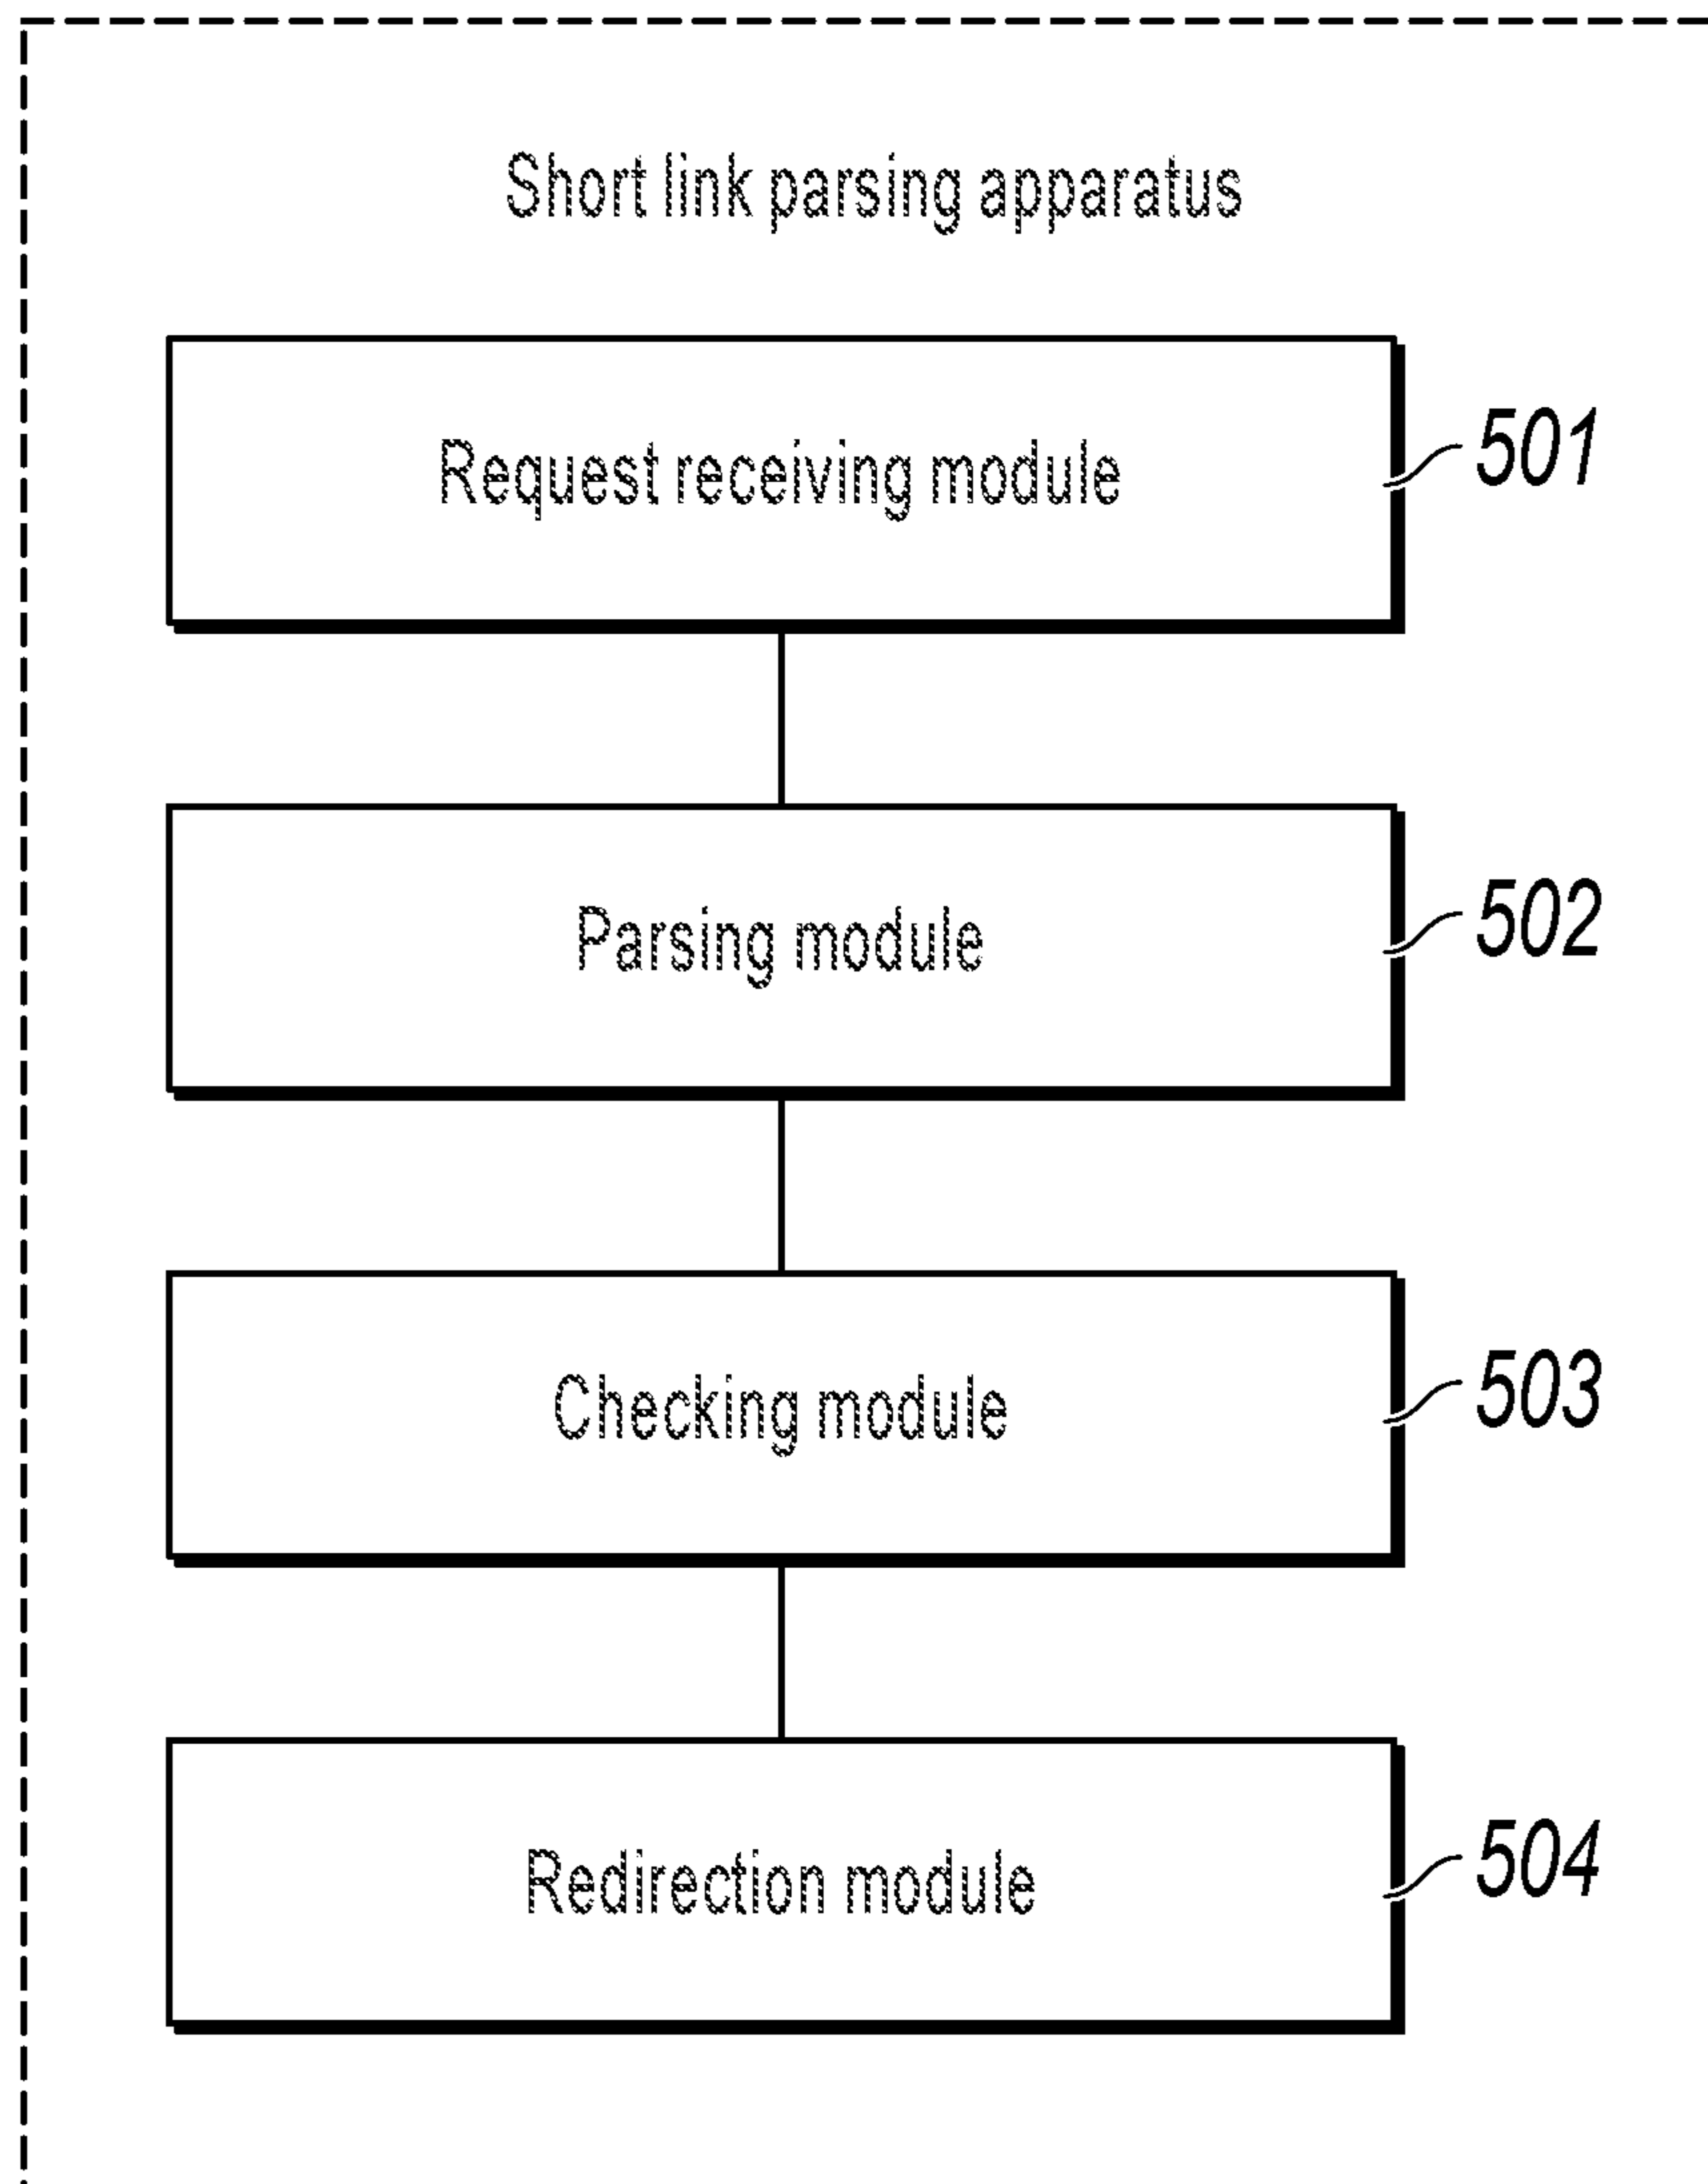 Short link parsing apparatus
Request receiving module
501
Parsing module
502
Checking module
503
Redirection module
504